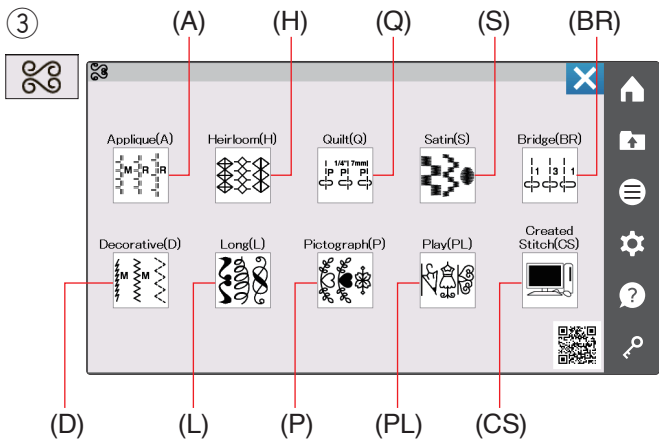 ③ (A) (H) (Q) (S) (BR)
Applique(A) Heirloom(H) Quilt(Q) Satin(S) Bridge(BR)
M R R 1/4" 7mm 1 3 1
P P P
Created
Decorative(D) Long(L) Pictograph(P) Play(PL) Stitch(CS)
M M
?
(D) (L) (P) (PL) (CS)